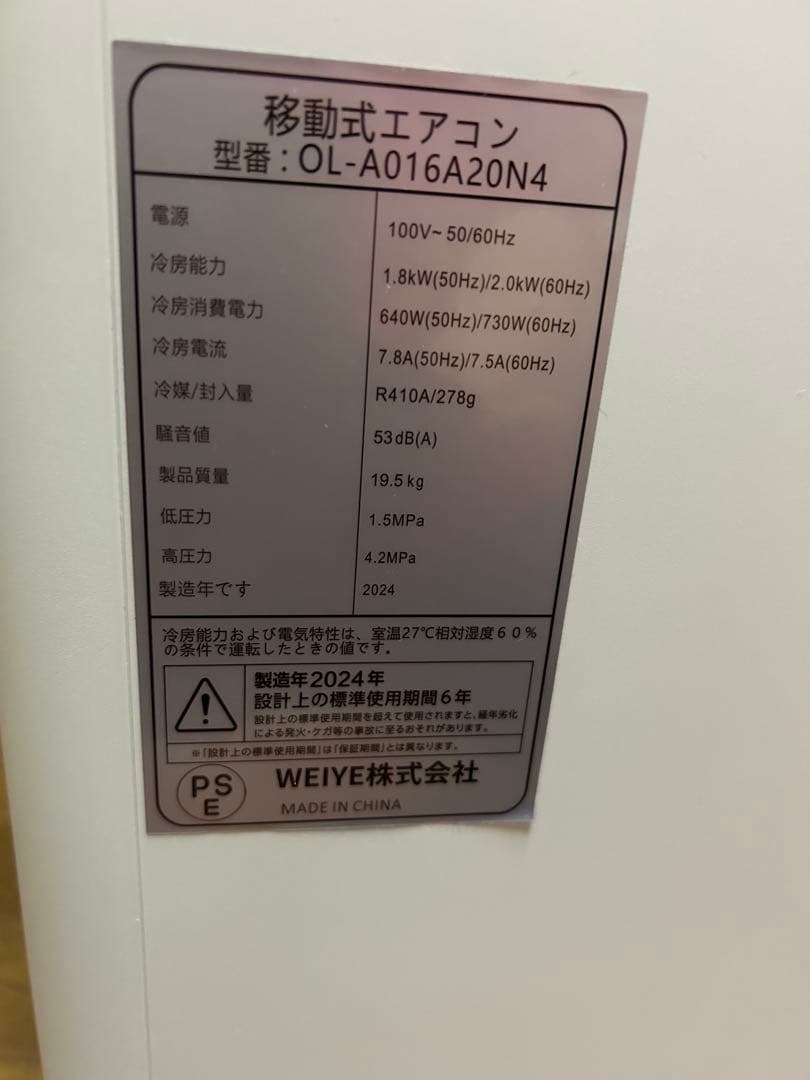 移動式エアコン
型番：OL-A016A20N4
電源 100V~ 50/60Hz
冷房能力 1.8kW(50Hz)/2.0kW(60Hz)
冷房消費電力 640W(50Hz)/730W(60Hz)
冷房電流 7.8A(50Hz)/7.5A(60Hz)
冷媒/封入量 R410A/278g
騒音値 53dB(A)
製品質量 19.5kg
低圧力 1.5MPa
高圧力 4.2MPa
製造年です 2024
冷房能力および電気特性は、室温27℃相対湿度６０％
の条件で運転したときの値です。
製造年2024年
設計上の標準使用期間６年
設計上の標準使用期間を超えて使用されますと、経年劣化
による発火・ケガ等の事故に至るおそれがあります。
※「設計上の標準使用期間」は「保証期間」とは異なります。
PS
E
WEIYE株式会社
MADE IN CHINA